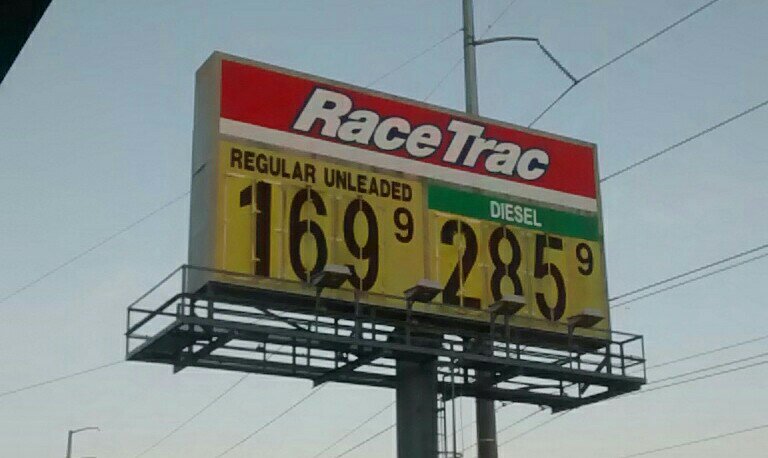 RaceTrac
REGULAR UNLEADED
169 9
DIESEL
285 9